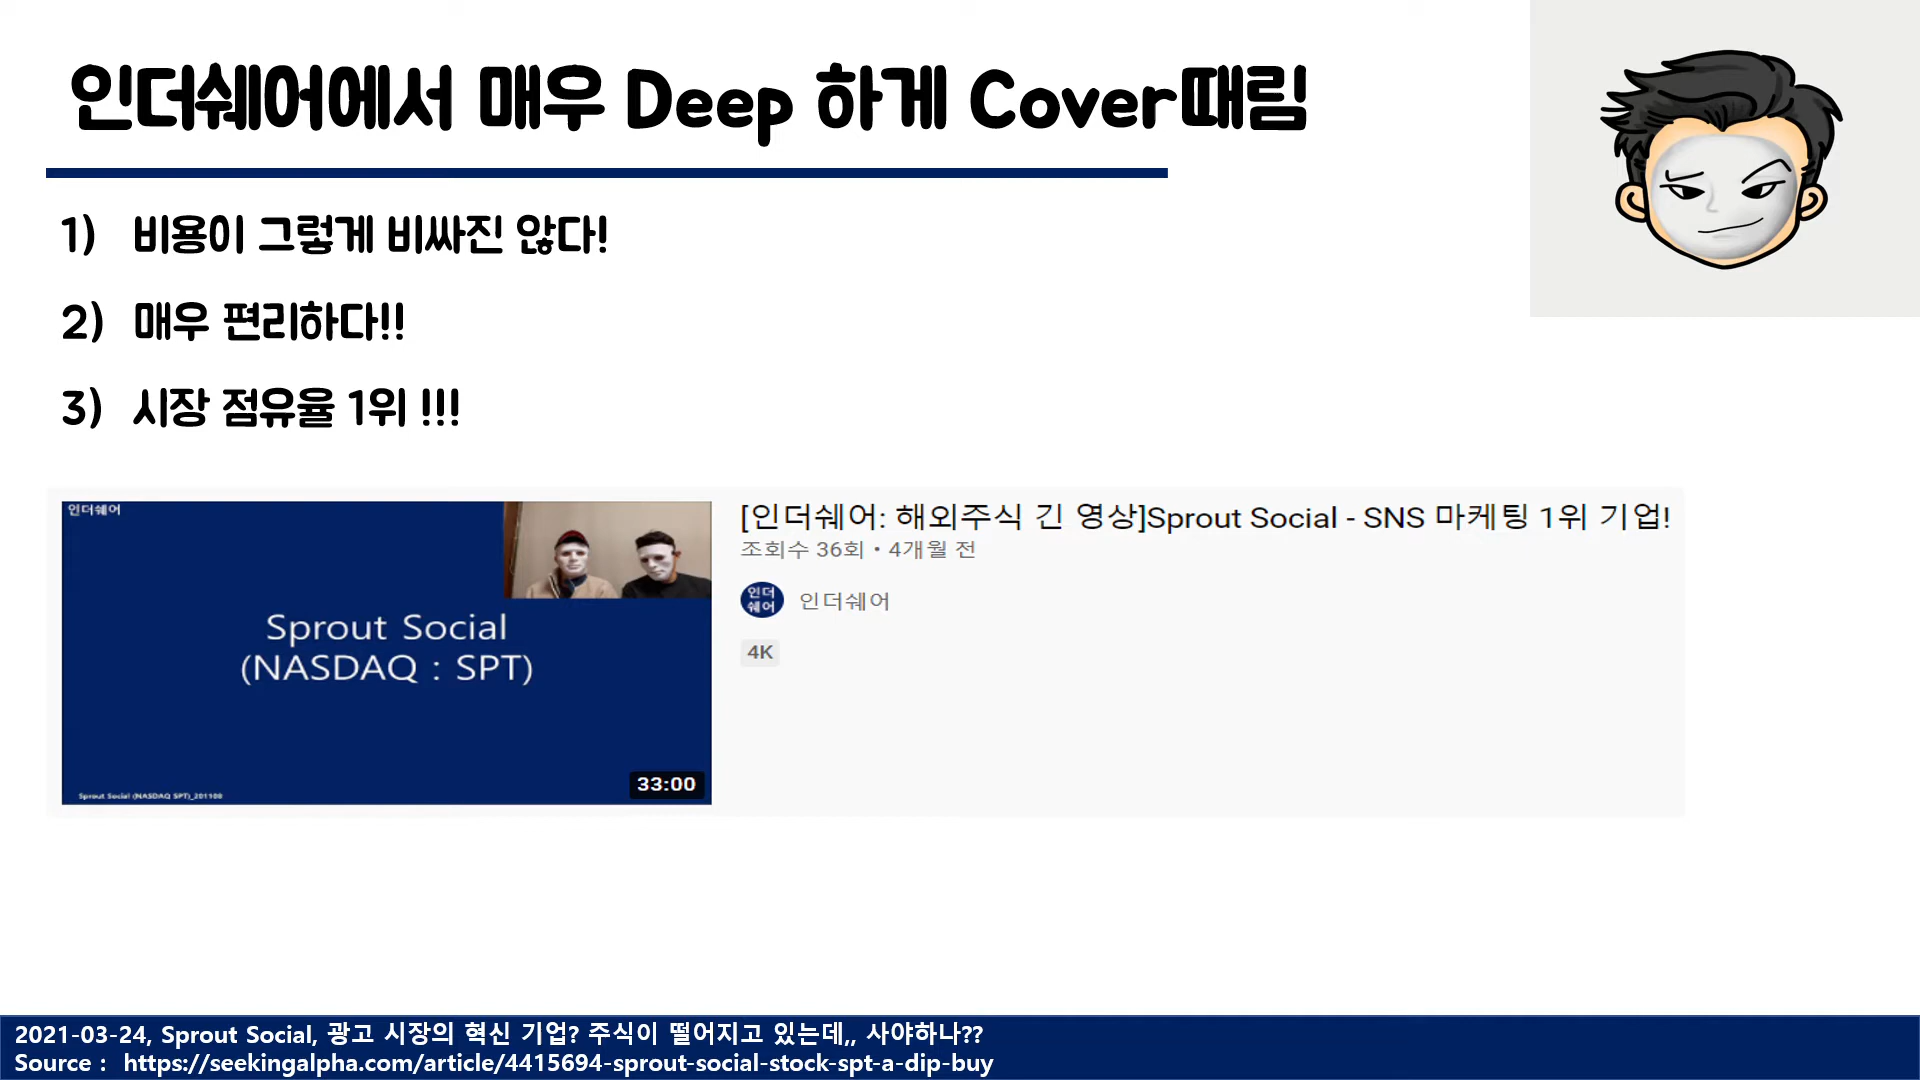 인더쉐어에서 매우 Deep 하게 Cover때림
1) 비용이 그렇게 비싸진 않다!
2) 매우 편리하다!!
3) 시장 점유율 1위 !!!
인더쉐어
Sprout Social
(NASDAQ : SPT)
33:00
Sprout Social (NASDAQ SPT)_201108
[인더쉐어: 해외주식 긴 영상]Sprout Social - SNS 마케팅 1위 기업!
조회수 36회 • 4개월 전
인더
쉐어
인더쉐어
4K
2021-03-24, Sprout Social, 광고 시장의 혁신 기업? 주식이 떨어지고 있는데,, 사야하나??
Source : https://seekingalpha.com/article/4415694-sprout-social-stock-spt-a-dip-buy